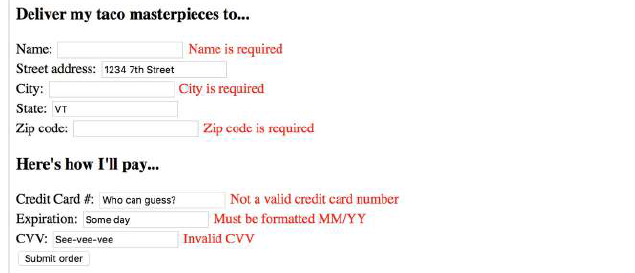 Deliver my taco masterpieces to...
Name: Name is required
Street address: 1234 7th Street
City: City is required
State: VT
Zip code: Zip code is required
Here's how I'll pay...
Credit Card #: Who can guess? Not a valid credit card number
Expiration: Some day Must be formatted MM/YY
CVV: See-vee-vee Invalid CVV
Submit order